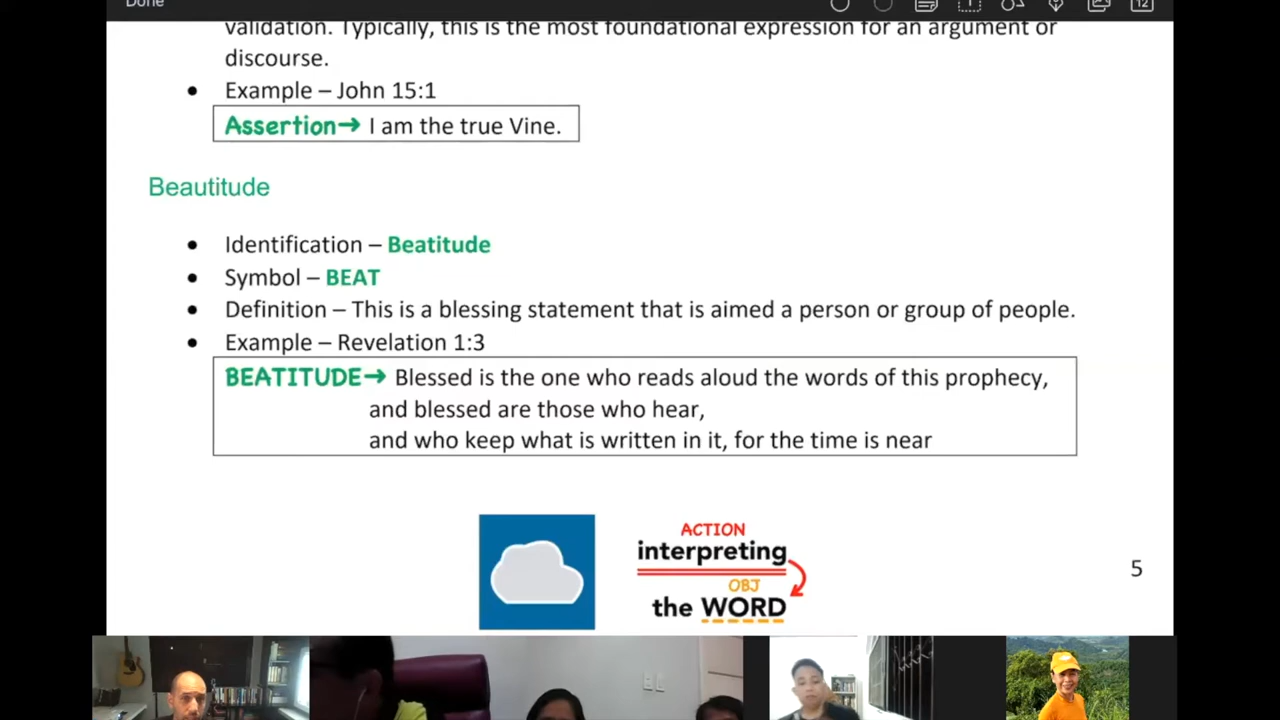 Done
validation. Typically, this is the most foundational expression for an argument or
discourse.
• Example – John 15:1
Assertion→ I am the true Vine.
Beautitude
• Identification – Beatitude
• Symbol – BEAT
• Definition – This is a blessing statement that is aimed a person or group of people.
• Example – Revelation 1:3
BEATITUDE→ Blessed is the one who reads aloud the words of this prophecy,
and blessed are those who hear,
and who keep what is written in it, for the time is near
ACTION
interpreting
OBJ
the WORD
5
12